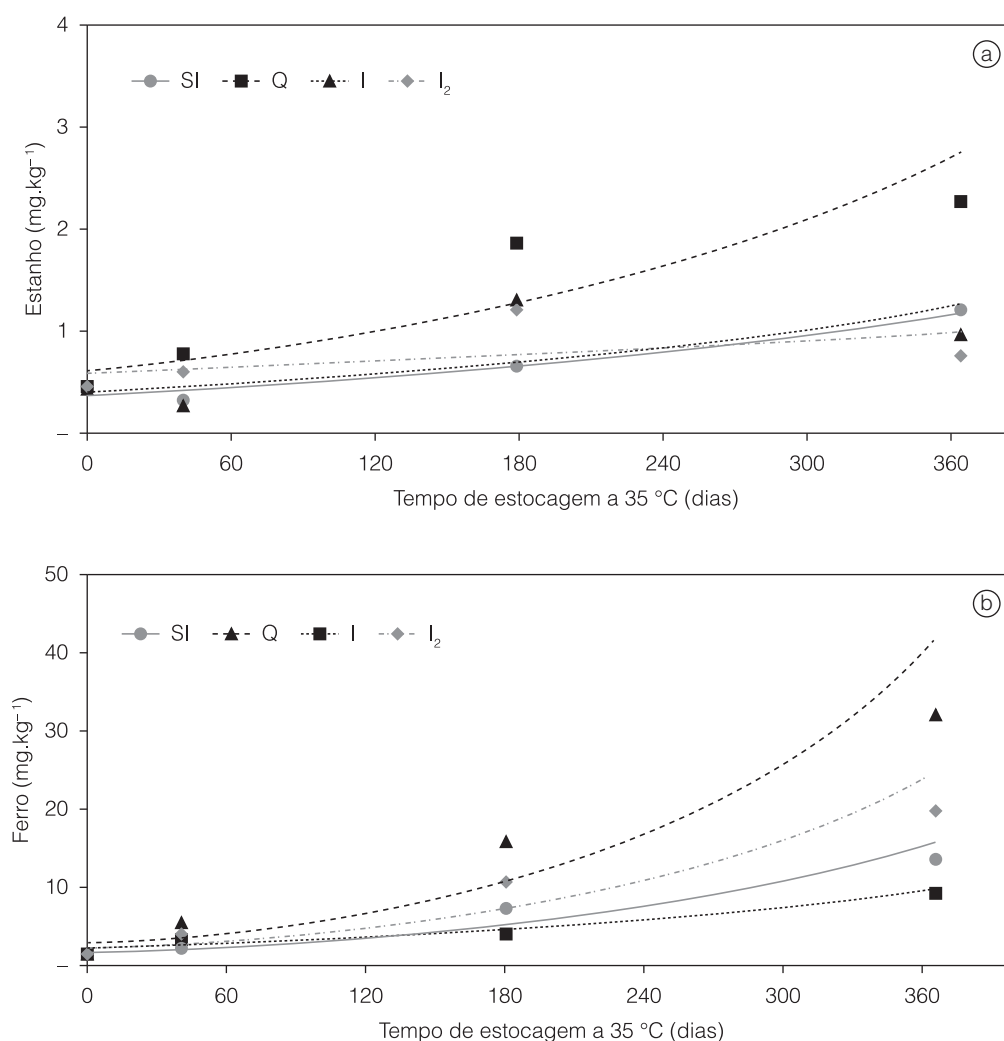 4
3
2
1
–
Estanho (mg.kg⁻¹)
SI Q I I₂
a
0 60 120 180 240 300 360
Tempo de estocagem a 35 °C (dias)
50
40
30
20
10
–
Ferro (mg.kg⁻¹)
SI Q I I₂
b
0 60 120 180 240 300 360
Tempo de estocagem a 35 °C (dias)